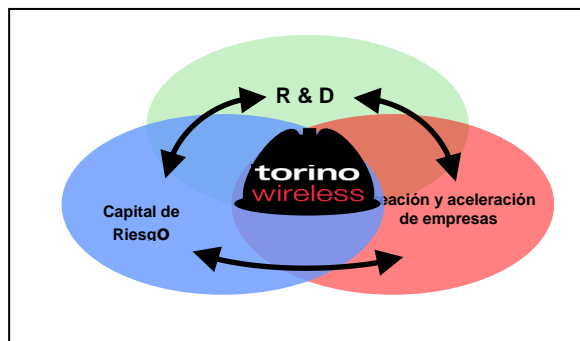 R & D
torino
wireless
Capital de
Riesgo
eación y aceleración
de empresas